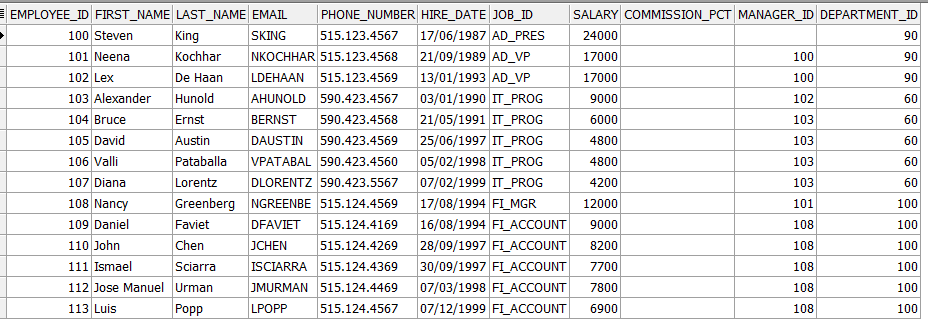 EMPLOYEE_ID FIRST_NAME LAST_NAME EMAIL PHONE_NUMBER HIRE_DATE JOB_ID SALARY COMMISSION_PCT MANAGER_ID DEPARTMENT_ID
100 Steven King SKING 515.123.4567 17/06/1987 AD_PRES 24000 90
101 Neena Kochhar NKOCHHAR 515.123.4568 21/09/1989 AD_VP 17000 100 90
102 Lex De Haan LDEHAAN 515.123.4569 13/01/1993 AD_VP 17000 100 90
103 Alexander Hunold AHUNOLD 590.423.4567 03/01/1990 IT_PROG 9000 102 60
104 Bruce Ernst BERNST 590.423.4568 21/05/1991 IT_PROG 6000 103 60
105 David Austin DAUSTIN 590.423.4569 25/06/1997 IT_PROG 4800 103 60
106 Valli Pataballa VPATABAL 590.423.4560 05/02/1998 IT_PROG 4800 103 60
107 Diana Lorentz DLORENTZ 590.423.5567 07/02/1999 IT_PROG 4200 103 60
108 Nancy Greenberg NGREENBE 515.124.4569 17/08/1994 FI_MGR 12000 101 100
109 Daniel Faviet DFAVIET 515.124.4169 16/08/1994 FI_ACCOUNT 9000 108 100
110 John Chen JCHEN 515.124.4269 28/09/1997 FI_ACCOUNT 8200 108 100
111 Ismael Sciarra ISCIARRA 515.124.4369 30/09/1997 FI_ACCOUNT 7700 108 100
112 Jose Manuel Urman JMURMAN 515.124.4469 07/03/1998 FI_ACCOUNT 7800 108 100
113 Luis Popp LPOPP 515.124.4567 07/12/1999 FI_ACCOUNT 6900 108 100